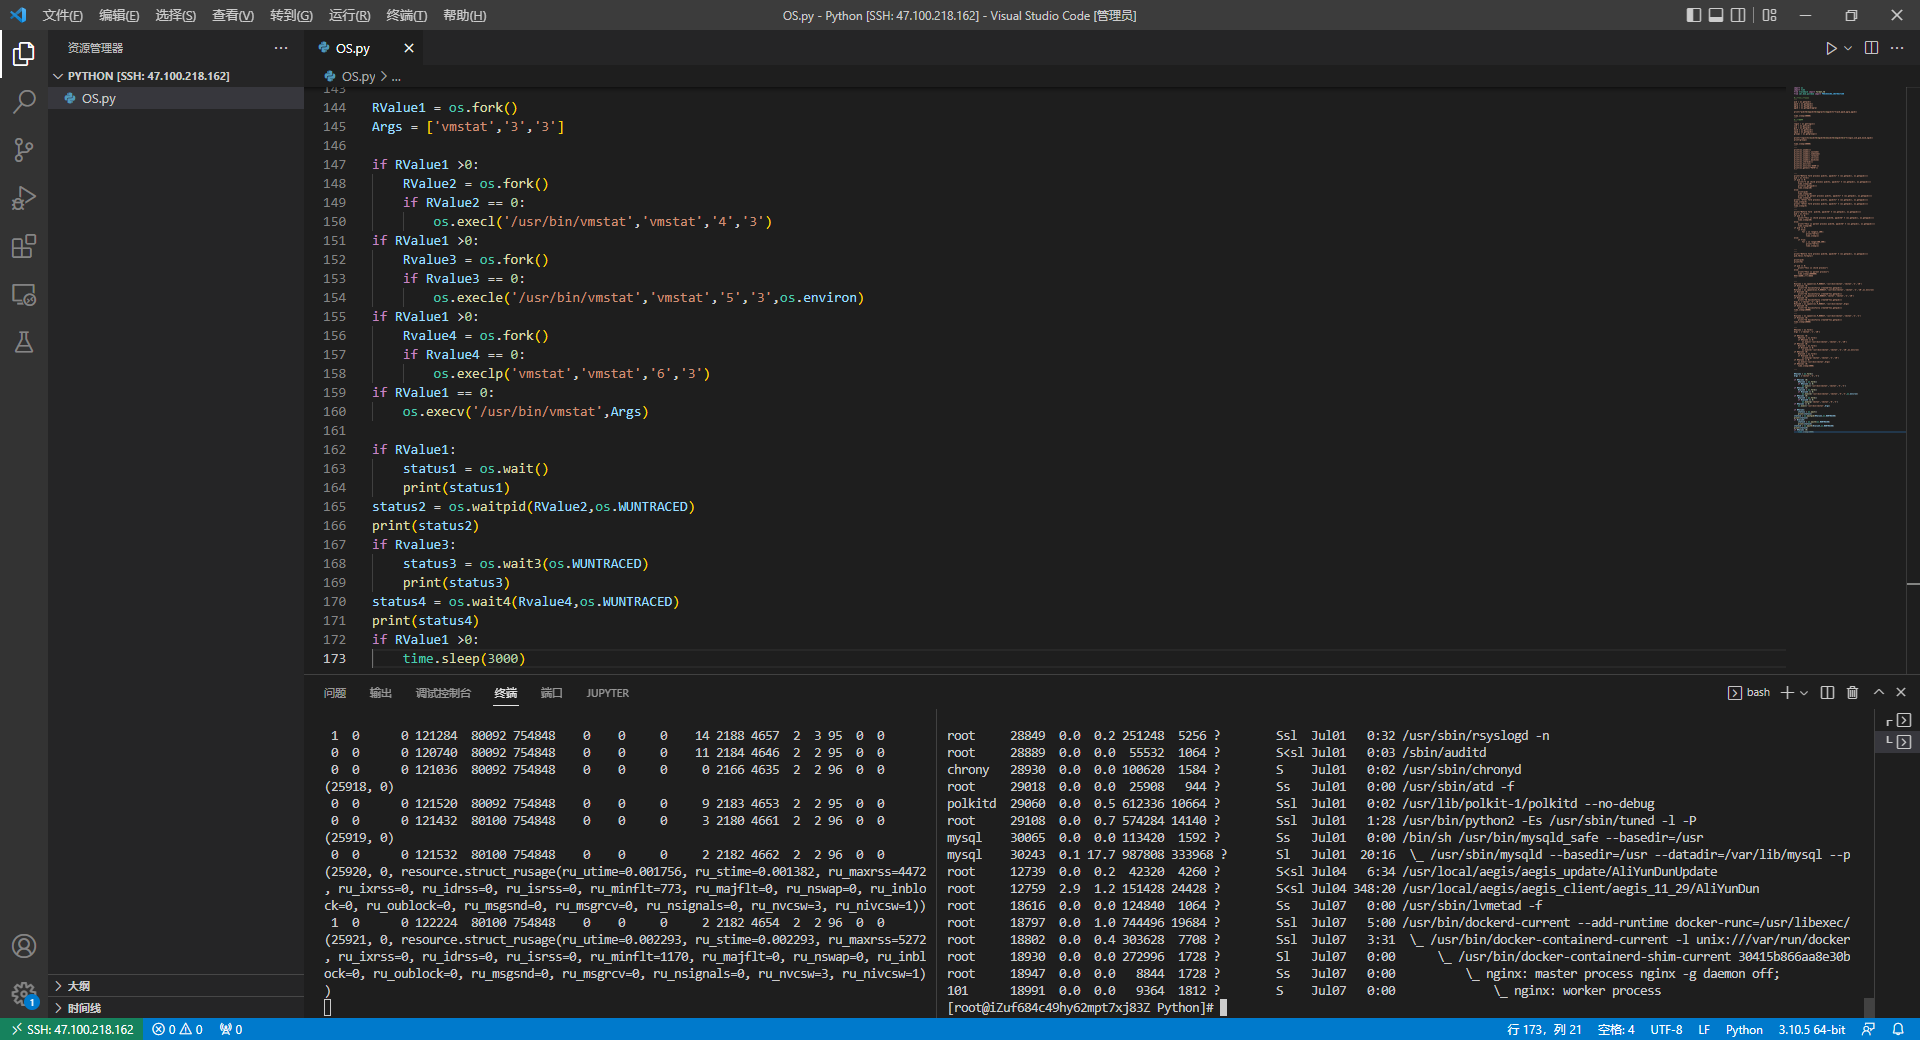 文件(F) 编辑(E) 选择(S) 查看(V) 转到(G) 运行(R) 终端(T) 帮助(H)
OS.py - Python [SSH: 47.100.218.162] - Visual Studio Code [管理员]
资源管理器
PYTHON [SSH: 47.100.218.162]
OS.py
OS.py
OS.py > ...
143
144 RValue1 = os.fork()
145 Args = ['vmstat','3','3']
146
147 if RValue1 >0:
148     RValue2 = os.fork()
149     if RValue2 == 0:
150         os.execl('/usr/bin/vmstat','vmstat','4','3')
151 if RValue1 >0:
152     Rvalue3 = os.fork()
153     if Rvalue3 == 0:
154         os.execle('/usr/bin/vmstat','vmstat','5','3',os.environ)
155 if RValue1 >0:
156     Rvalue4 = os.fork()
157     if Rvalue4 == 0:
158         os.execlp('vmstat','vmstat','6','3')
159 if RValue1 == 0:
160     os.execv('/usr/bin/vmstat',Args)
161
162 if RValue1:
163     status1 = os.wait()
164     print(status1)
165 status2 = os.waitpid(RValue2,os.WUNTRACED)
166 print(status2)
167 if Rvalue3:
168     status3 = os.wait3(os.WUNTRACED)
169     print(status3)
170 status4 = os.wait4(Rvalue4,os.WUNTRACED)
171 print(status4)
172 if RValue1 >0:
173     time.sleep(3000)
问题 输出 调试控制台 终端 端口 JUPYTER
bash
1  0      0 121284  80092 754848    0    0     0    14 2188 4657  2  3 95  0  0
0  0      0 120740  80092 754848    0    0     0    11 2184 4646  2  2 95  0  0
0  0      0 121036  80092 754848    0    0     0     0 2166 4635  2  2 96  0  0
(25918, 0)
0  0      0 121520  80092 754848    0    0     0     9 2183 4653  2  2 95  0  0
0  0      0 121432  80100 754848    0    0     0     3 2180 4661  2  2 96  0  0
(25919, 0)
0  0      0 121532  80100 754848    0    0     0     2 2182 4662  2  2 96  0  0
(25920, 0, resource.struct_rusage(ru_utime=0.001756, ru_stime=0.001382, ru_maxrss=4472
, ru_ixrss=0, ru_idrss=0, ru_isrss=0, ru_minflt=773, ru_majflt=0, ru_nswap=0, ru_inblo
ck=0, ru_oublock=0, ru_msgsnd=0, ru_msgrcv=0, ru_nsignals=0, ru_nvcsw=3, ru_nivcsw=1))
1  0      0 122224  80100 754848    0    0     0     2 2182 4654  2  2 96  0  0
(25921, 0, resource.struct_rusage(ru_utime=0.002293, ru_stime=0.002293, ru_maxrss=5272
, ru_ixrss=0, ru_idrss=0, ru_isrss=0, ru_minflt=1170, ru_majflt=0, ru_nswap=0, ru_inbl
ock=0, ru_oublock=0, ru_msgsnd=0, ru_msgrcv=0, ru_nsignals=0, ru_nvcsw=3, ru_nivcsw=1)
)
root     28849  0.0  0.2 251248  5256 ?        Ssl  Jul01   0:32 /usr/sbin/rsyslogd -n
root     28889  0.0  0.0  55532  1064 ?        S<sl Jul01   0:03 /sbin/auditd
chrony   28930  0.0  0.0 100620  1584 ?        S    Jul01   0:02 /usr/sbin/chronyd
root     29018  0.0  0.0  25908   944 ?        Ss   Jul01   0:00 /usr/sbin/atd -f
polkitd  29060  0.0  0.5 612336 10664 ?        Ssl  Jul01   0:02 /usr/lib/polkit-1/polkitd --no-debug
root     29108  0.0  0.7 574284 14140 ?        Ssl  Jul01   1:28 /usr/bin/python2 -Es /usr/sbin/tuned -l -P
mysql    30065  0.0  0.0 113420  1592 ?        Ss   Jul01   0:00 /bin/sh /usr/bin/mysqld_safe --basedir=/usr
mysql    30243  0.1 17.7 987808 333968 ?       Sl   Jul01  20:16  \_ /usr/sbin/mysqld --basedir=/usr --datadir=/var/lib/mysql --p
root     12739  0.0  0.2  42320  4260 ?        S<sl Jul04   6:34 /usr/local/aegis/aegis_update/AliYunDunUpdate
root     12759  2.9  1.2 151428 24428 ?        S<sl Jul04 348:20 /usr/local/aegis/aegis_client/aegis_11_29/AliYunDun
root     18616  0.0  0.0 124840  1064 ?        Ss   Jul07   0:00 /usr/sbin/lvmetad -f
root     18797  0.0  1.0 744496 19684 ?        Ssl  Jul07   5:00 /usr/bin/dockerd-current --add-runtime docker-runc=/usr/libexec/
root     18802  0.0  0.4 303628  7708 ?        Ssl  Jul07   3:31  \_ /usr/bin/docker-containerd-current -l unix:///var/run/docker
root     18930  0.0  0.0 272996  1728 ?        Sl   Jul07   0:00      \_ /usr/bin/docker-containerd-shim-current 30415b866aa8e30b
root     18947  0.0  0.0   8844  1728 ?        Ss   Jul07   0:00          \_ nginx: master process nginx -g daemon off;
101      18991  0.0  0.0   9364  1812 ?        S    Jul07   0:00              \_ nginx: worker process
[root@iZuf684c49hy62mpt7xj83Z Python]#
大纲
时间线
1
SSH: 47.100.218.162 0 0 0
行 173，列 21 空格: 4 UTF-8 LF Python 3.10.5 64-bit